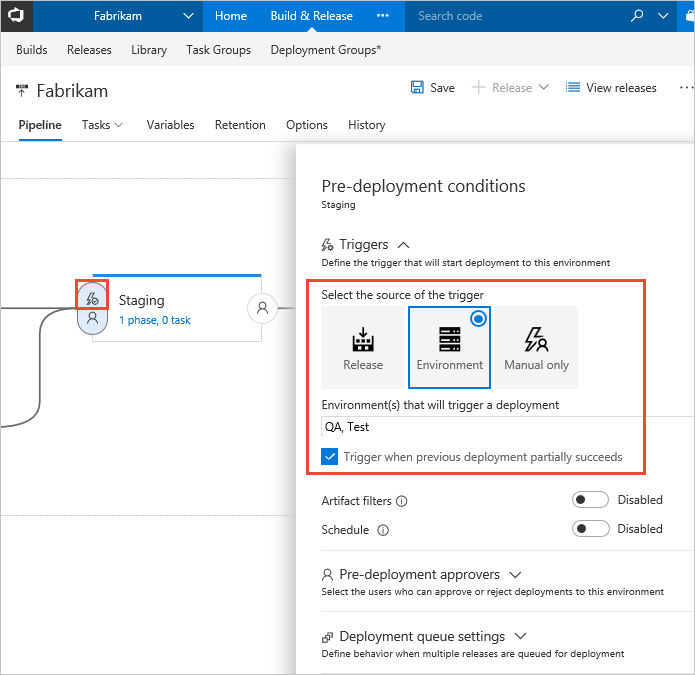 Fabrikam Home Build & Release ••• Search code
Builds Releases Library Task Groups Deployment Groups*
Fabrikam Save Release View releases ...
Pipeline Tasks Variables Retention Options History
Pre-deployment conditions
Staging
Triggers
Define the trigger that will start deployment to this environment
Select the source of the trigger
Staging
1 phase, 0 task
Release Environment Manual only
Environment(s) that will trigger a deployment
QA, Test
Trigger when previous deployment partially succeeds
Artifact filters Disabled
Schedule Disabled
Pre-deployment approvers
Select the users who can approve or reject deployments to this environment
Deployment queue settings
Define behavior when multiple releases are queued for deployment